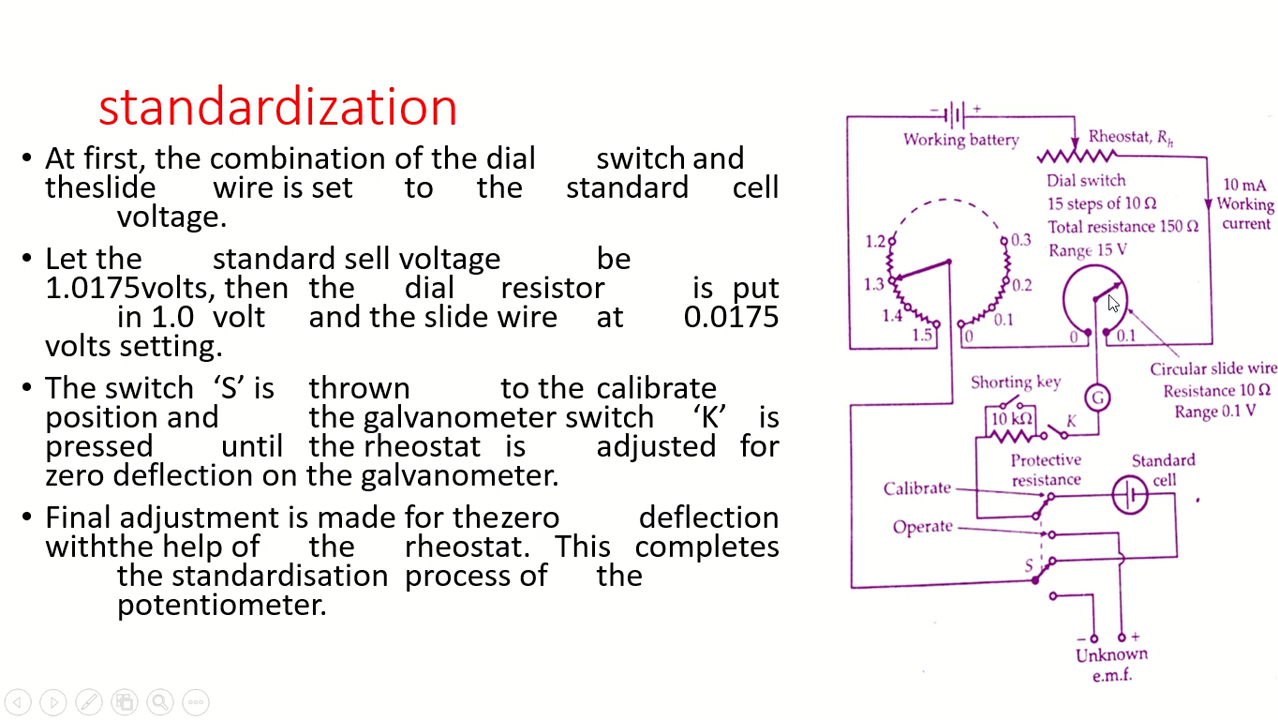 standardization
• At first, the combination of the dial switch and
theslide wire is set to the standard cell
voltage.
• Let the standard sell voltage be
1.0175volts, then the dial resistor is put
in 1.0 volt and the slide wire at 0.0175
volts setting.
• The switch ‘S’ is thrown to the calibrate
position and the galvanometer switch ‘K’ is
pressed until the rheostat is adjusted for
zero deflection on the galvanometer.
• Final adjustment is made for thezero deflection
withthe help of the rheostat. This completes
the standardisation process of the
potentiometer.
− +
Working battery
Rheostat, Rh
Dial switch
15 steps of 10 Ω
Total resistance 150 Ω
Range 15 V
10 mA
Working
current
1.2
1.3
1.4
1.5
0.3
0.2
0.1
0
0
0.1
Circular slide wire
Resistance 10 Ω
Range 0.1 V
Shorting key
10 kΩ
K
G
Protective
resistance
Standard
cell
Calibrate
Operate
S
− +
Unknown
e.m.f.